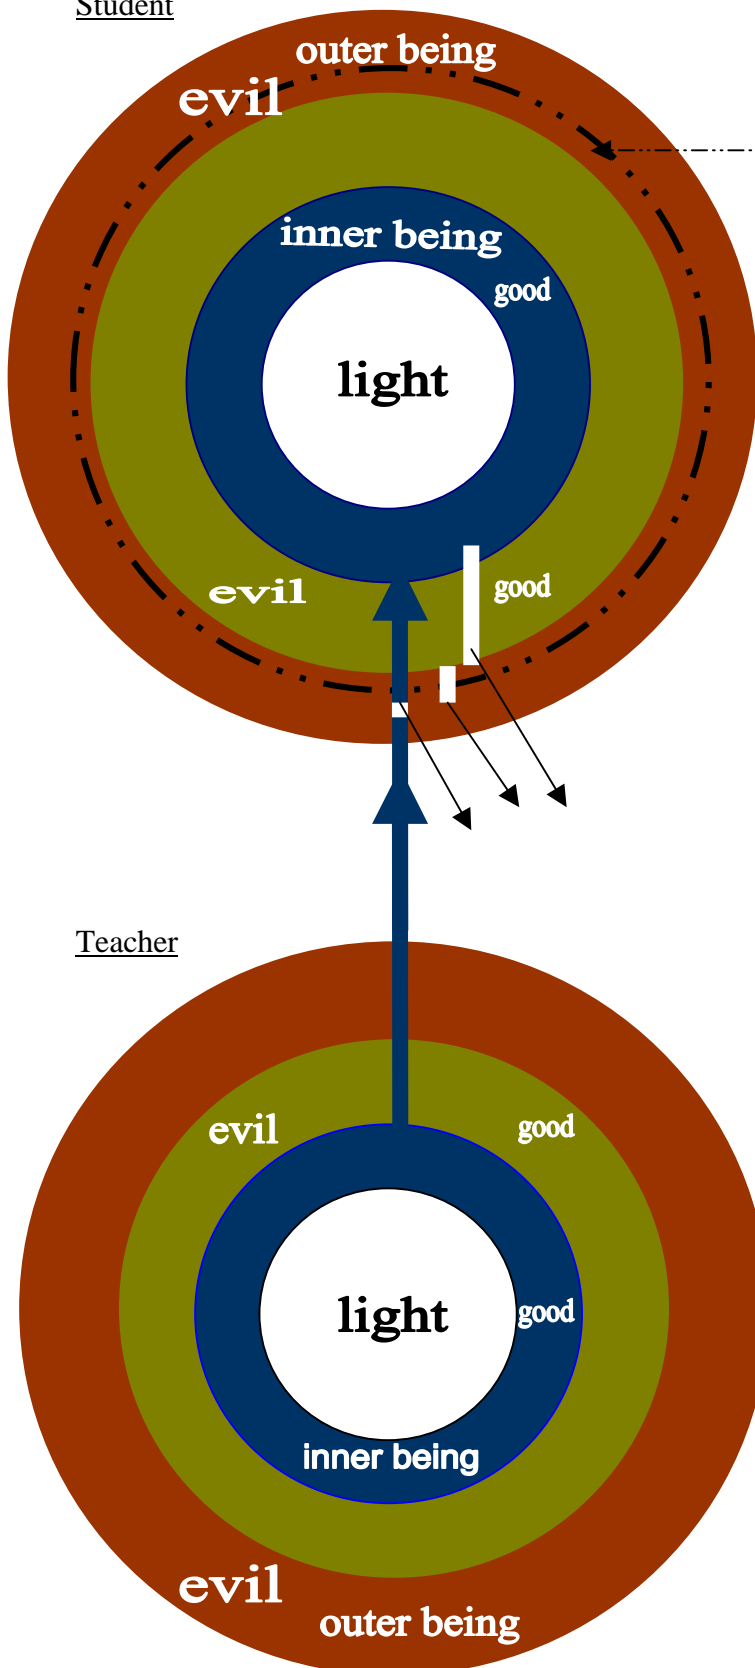 Student
outer being
evil
inner being
good
light
evil
good
Teacher
evil
good
light
good
inner being
evil
outer being